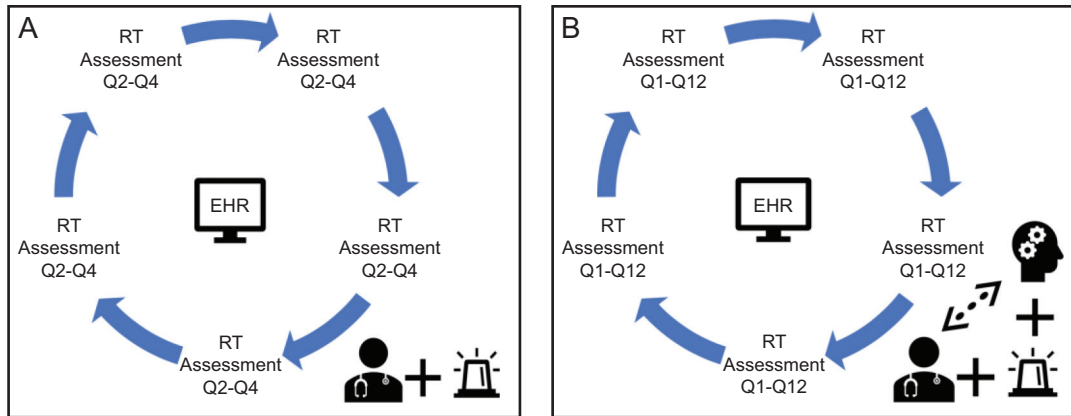 A
RT
Assessment
Q2-Q4
RT
Assessment
Q2-Q4
EHR
RT
Assessment
Q2-Q4
RT
Assessment
Q2-Q4
RT
Assessment
Q2-Q4
B
RT
Assessment
Q1-Q12
RT
Assessment
Q1-Q12
EHR
RT
Assessment
Q1-Q12
RT
Assessment
Q1-Q12
RT
Assessment
Q1-Q12